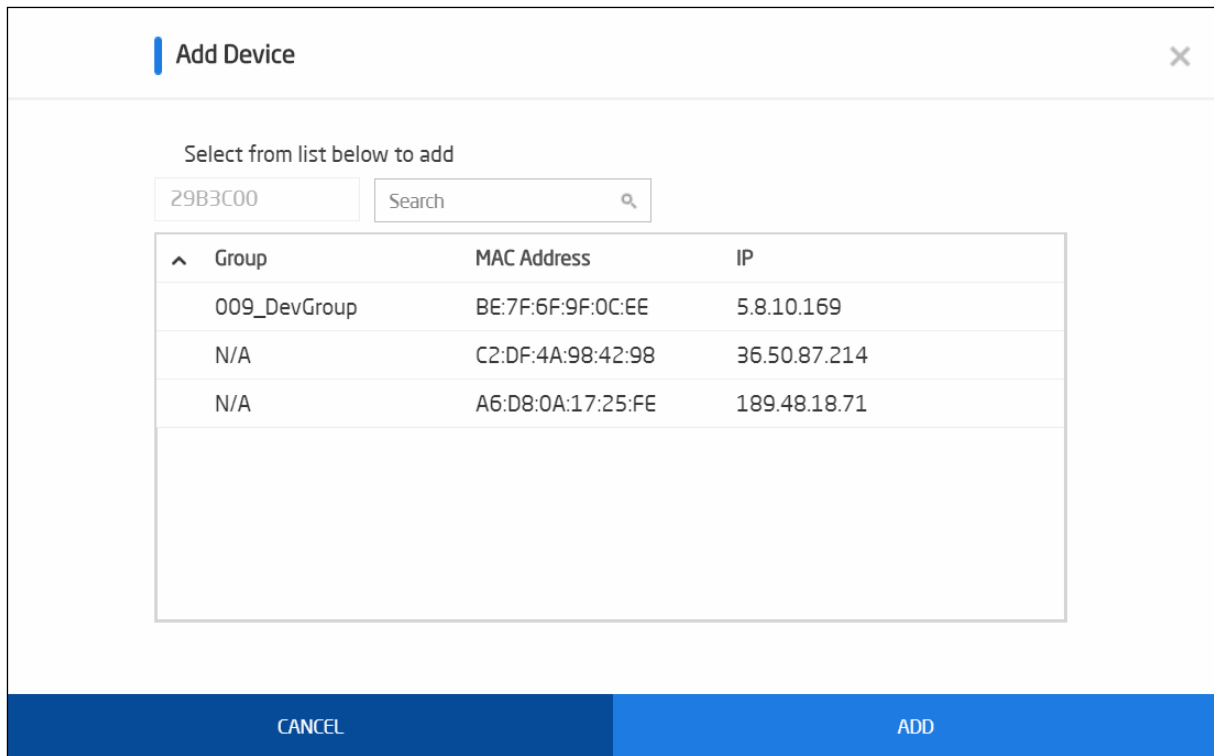 Add Device
Select from list below to add
29B3C00 Search
Group MAC Address IP
009_DevGroup BE:7F:6F:9F:0C:EE 5.8.10.169
N/A C2:DF:4A:98:42:98 36.50.87.214
N/A A6:D8:0A:17:25:FE 189.48.18.71
CANCEL ADD